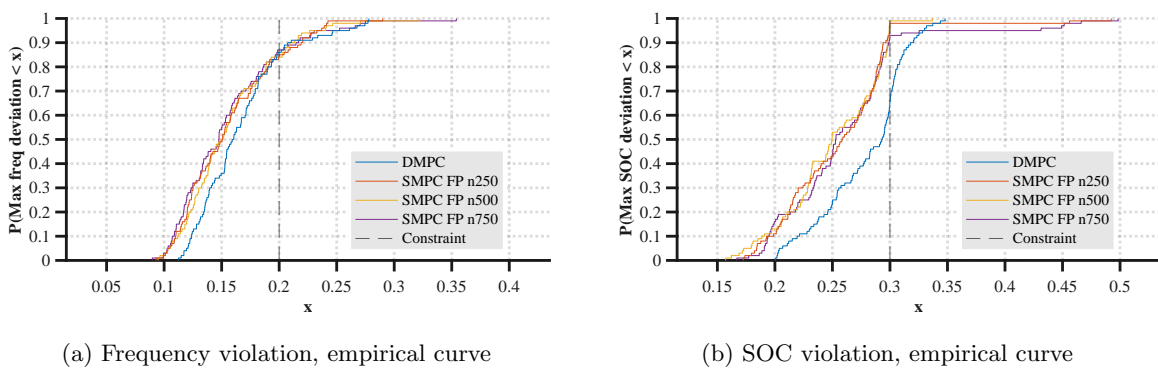 P(Max freq deviation < x)
1
0.9
0.8
0.7
0.6
0.5
0.4
0.3
0.2
0.1
0
0.05
0.1
0.15
0.2
0.25
0.3
0.35
0.4
x
DMPC
SMPC FP n250
SMPC FP n500
SMPC FP n750
Constraint
(a) Frequency violation, empirical curve
P(Max SOC deviation < x)
1
0.9
0.8
0.7
0.6
0.5
0.4
0.3
0.2
0.1
0
0.15
0.2
0.25
0.3
0.35
0.4
0.45
0.5
x
DMPC
SMPC FP n250
SMPC FP n500
SMPC FP n750
Constraint
(b) SOC violation, empirical curve